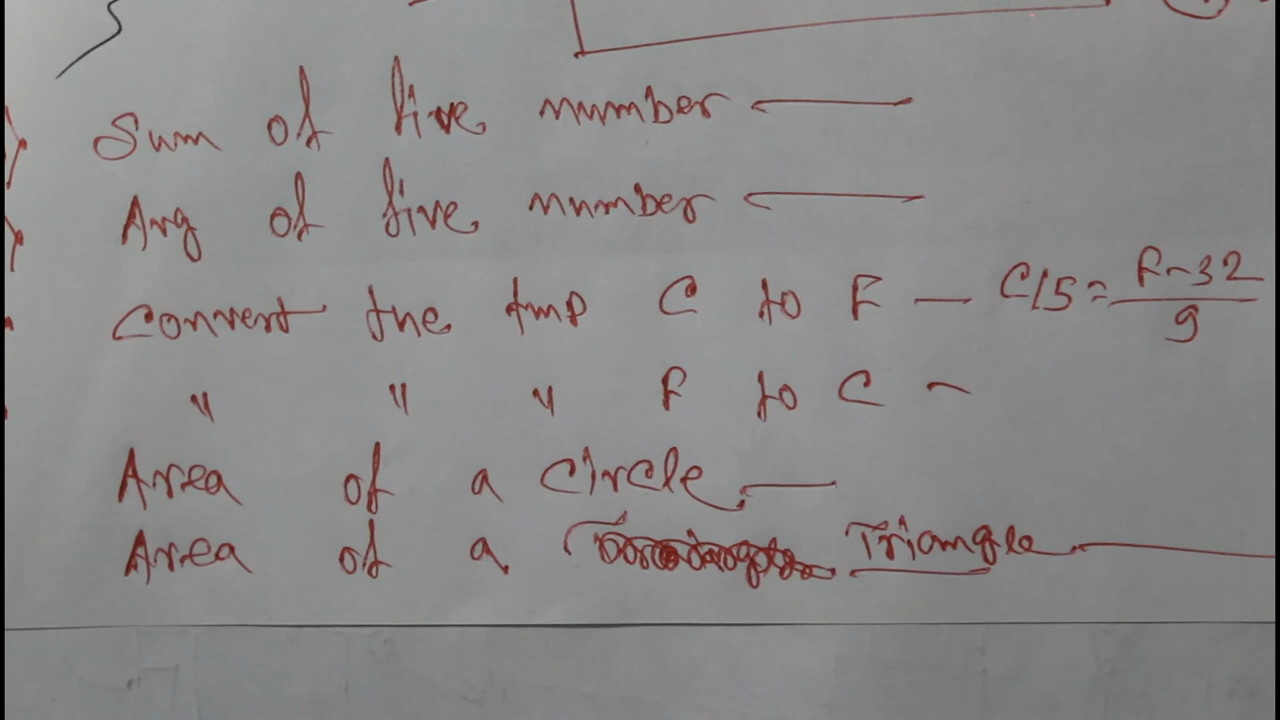 Sum of five number
Avg of five number
Convert the tmp C to F — C/5 = F-32/9
" " " F to C -
Area of a circle
Area of a Triangle